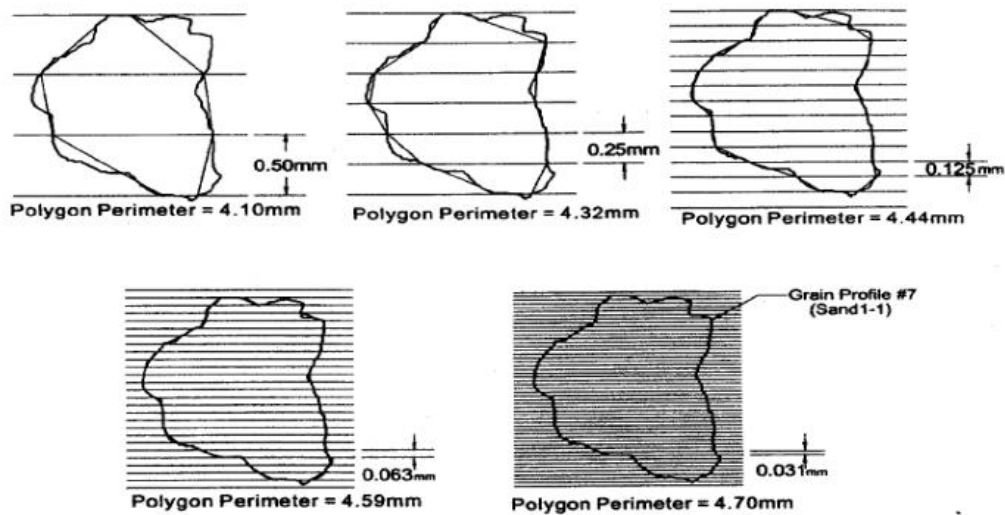 0.50mm
Polygon Perimeter = 4.10mm
0.25mm
Polygon Perimeter = 4.32mm
0.125mm
Polygon Perimeter = 4.44mm
0.063mm
Polygon Perimeter = 4.59mm
Grain Profile #7
(Sand1-1)
0.031mm
Polygon Perimeter = 4.70mm